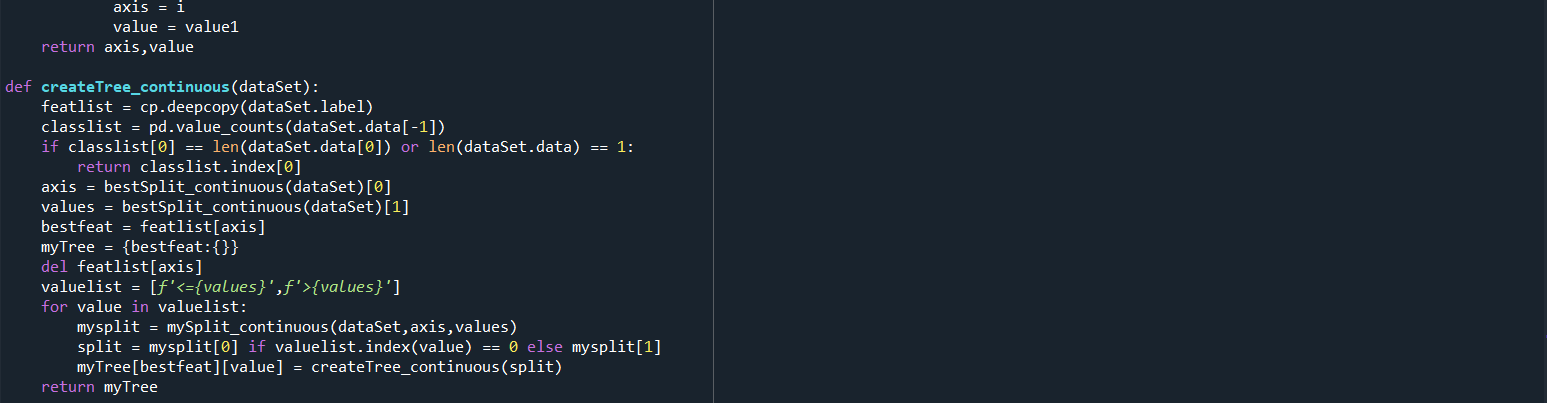 axis = i
            value = value1
    return axis,value

def createTree_continuous(dataSet):
    featlist = cp.deepcopy(dataSet.label)
    classlist = pd.value_counts(dataSet.data[-1])
    if classlist[0] == len(dataSet.data[0]) or len(dataSet.data) == 1:
        return classlist.index[0]
    axis = bestSplit_continuous(dataSet)[0]
    values = bestSplit_continuous(dataSet)[1]
    bestfeat = featlist[axis]
    myTree = {bestfeat:{}}
    del featlist[axis]
    valuelist = [f'<={values}',f'>{values}']
    for value in valuelist:
        mysplit = mySplit_continuous(dataSet,axis,values)
        split = mysplit[0] if valuelist.index(value) == 0 else mysplit[1]
        myTree[bestfeat][value] = createTree_continuous(split)
    return myTree